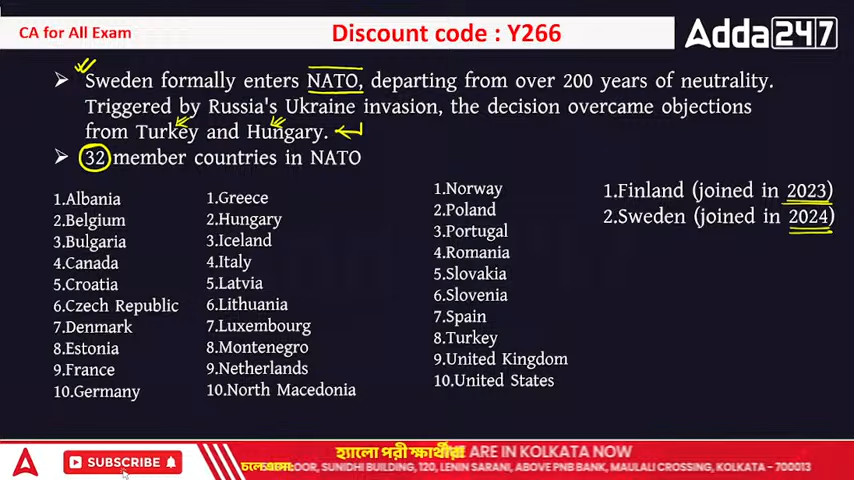 CA for All Exam
Discount code : Y266
Adda247
Sweden formally enters NATO, departing from over 200 years of neutrality.
Triggered by Russia's Ukraine invasion, the decision overcame objections
from Turkey and Hungary.
32 member countries in NATO
1.Albania
2.Belgium
3.Bulgaria
4.Canada
5.Croatia
6.Czech Republic
7.Denmark
8.Estonia
9.France
10.Germany
1.Greece
2.Hungary
3.Iceland
4.Italy
5.Latvia
6.Lithuania
7.Luxembourg
8.Montenegro
9.Netherlands
10.North Macedonia
1.Norway
2.Poland
3.Portugal
4.Romania
5.Slovakia
6.Slovenia
7.Spain
8.Turkey
9.United Kingdom
10.United States
1.Finland (joined in 2023)
2.Sweden (joined in 2024)
SUBSCRIBE
হ্যালো পরীক্ষার্থীরা
ARE IN KOLKATA NOW
SUNIDHI BUILDING, 120, LENIN SARANI, ABOVE PNB BANK, MAULALI CROSSING, KOLKATA - 700013